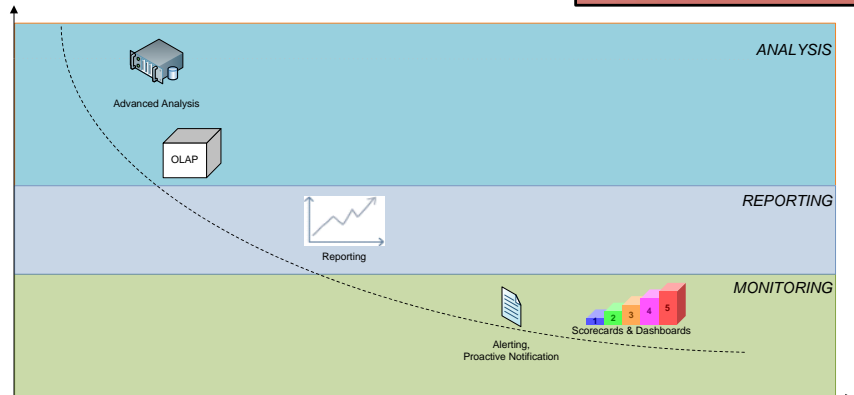 ANALYSIS
Advanced Analysis
OLAP
REPORTING
Reporting
MONITORING
1 2 3 4 5
Scorecards & Dashboards
Alerting,
Proactive Notification